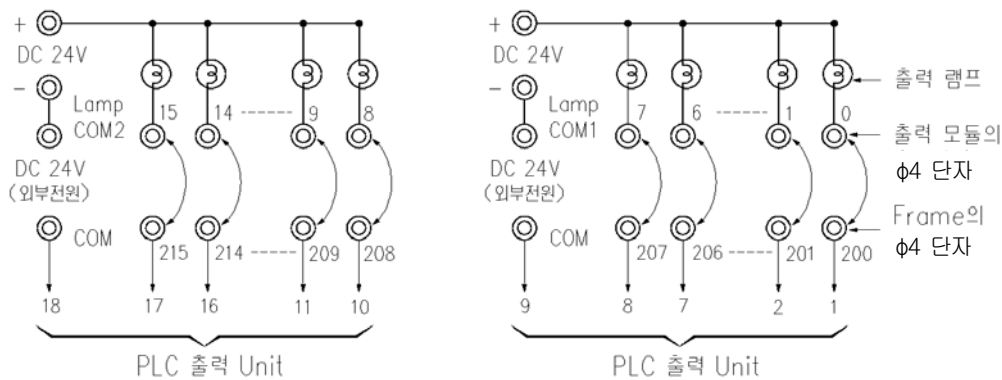 +
DC 24V
−
Lamp
COM2
15 14 ------ 9 8
DC 24V
(외부전원)
COM
215 214 ------ 209 208
18 17 16 11 10
PLC 출력 Unit
+
DC 24V
−
Lamp
COM1
7 6 ------ 1 0
DC 24V
(외부전원)
COM
207 206 ------ 201 200
9 8 7 2 1
PLC 출력 Unit
출력 램프
출력 모듈의
ϕ4 단자
Frame의
ϕ4 단자